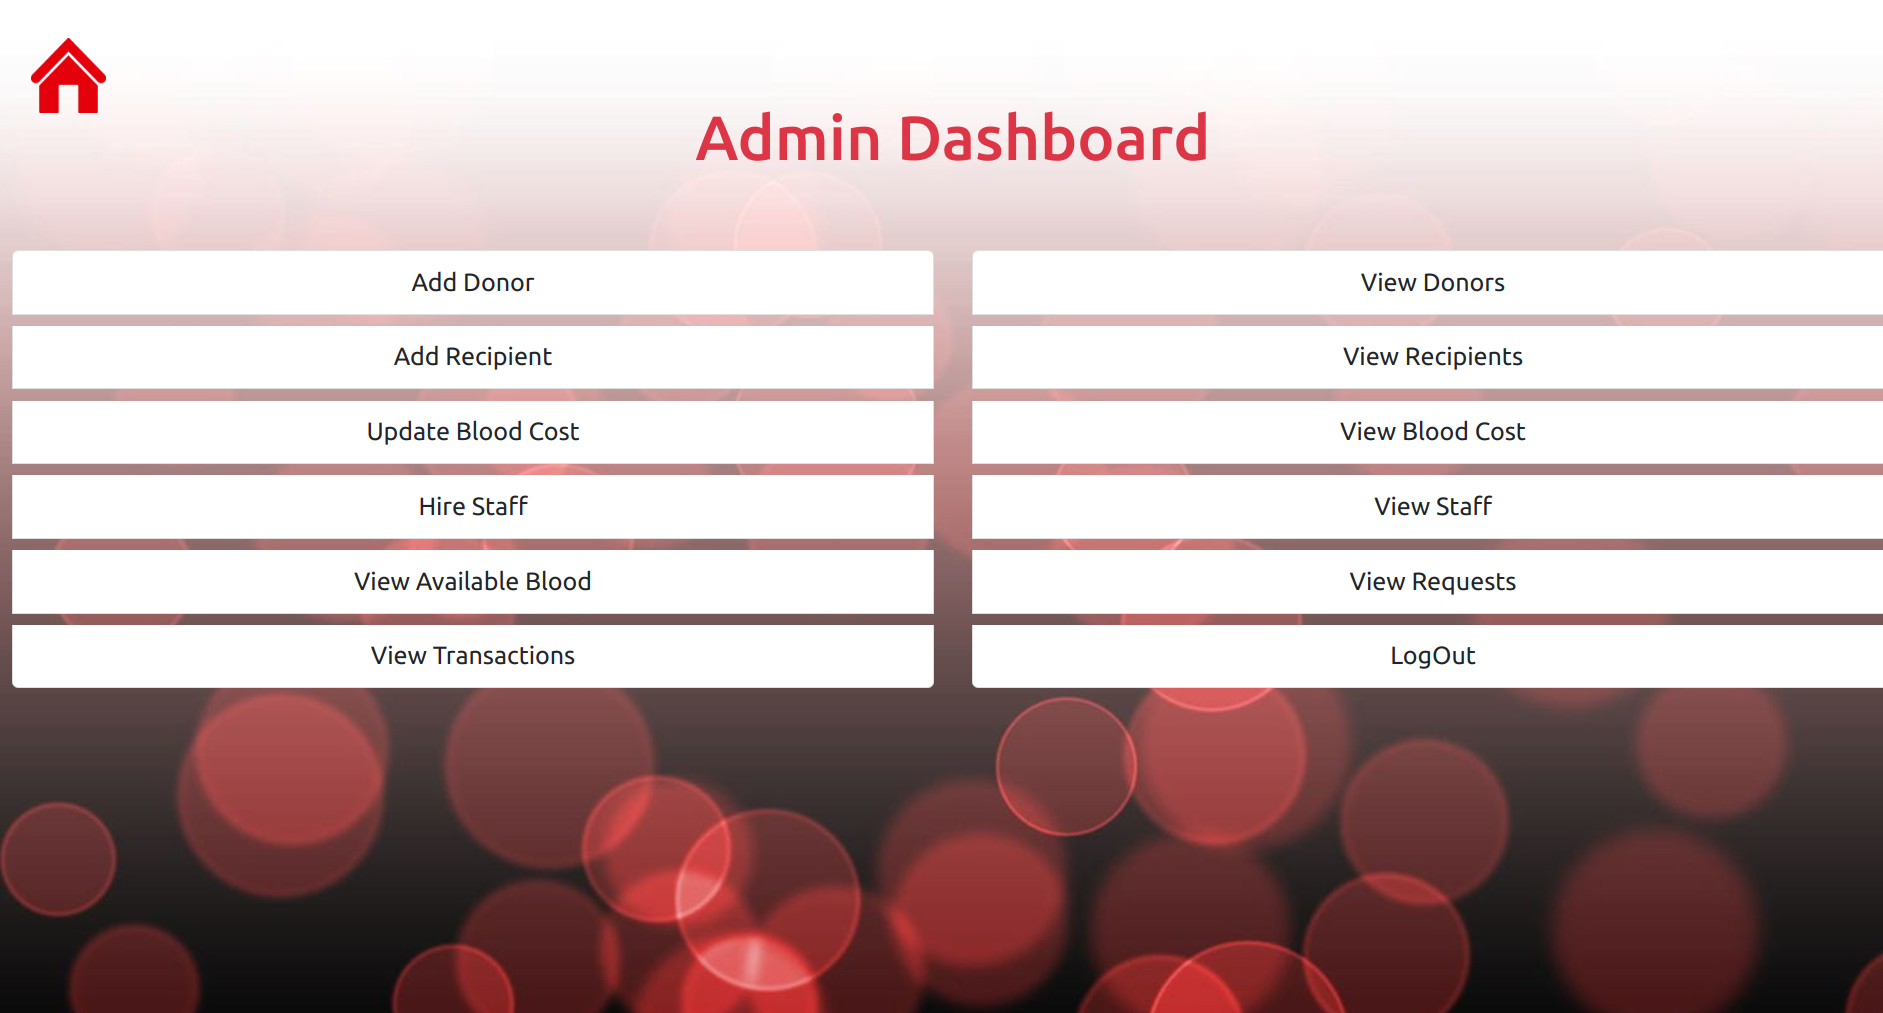 Admin Dashboard
Add Donor
View Donors
Add Recipient
View Recipients
Update Blood Cost
View Blood Cost
Hire Staff
View Staff
View Available Blood
View Requests
View Transactions
LogOut